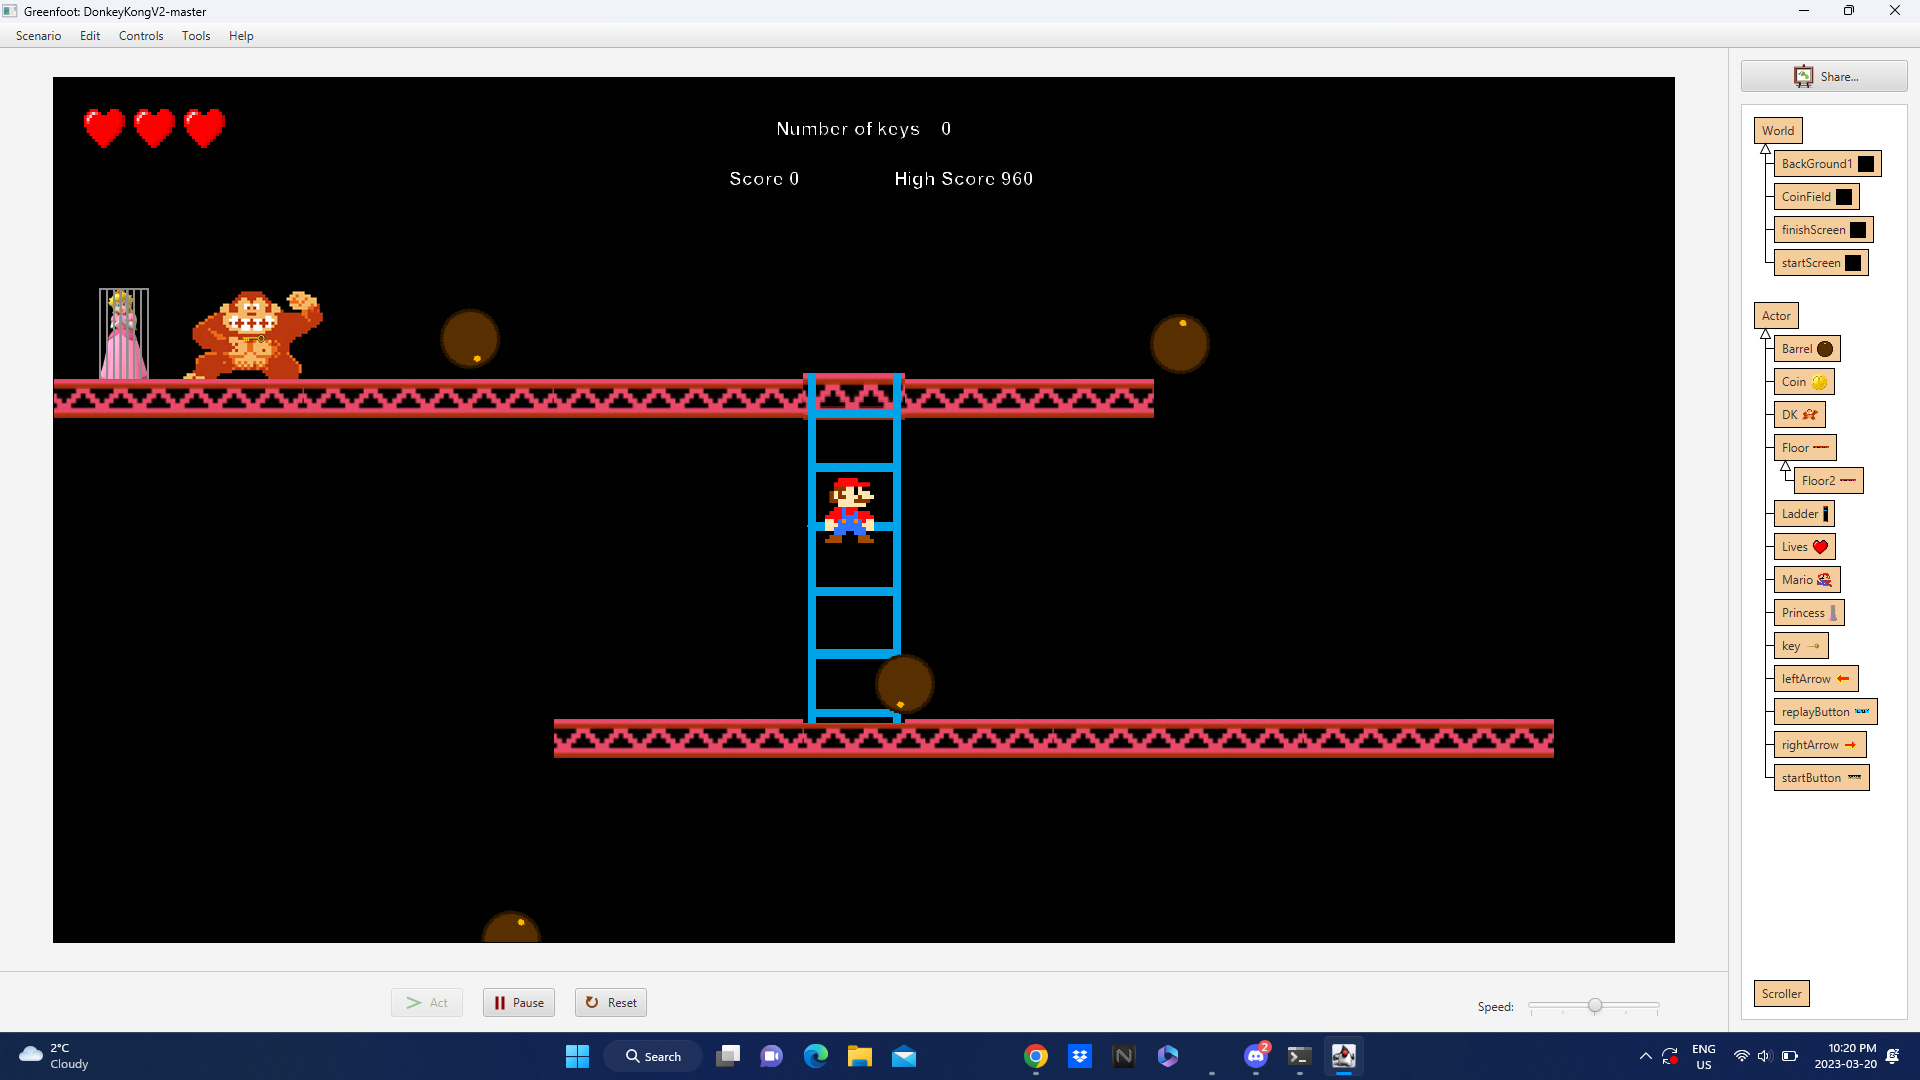 Greenfoot: DonkeyKongV2-master
Scenario Edit Controls Tools Help
Share...
Number of keys 0
Score 0 High Score 960
World
BackGround1
CoinField
finishScreen
startScreen
Actor
Barrel
Coin
DK
Floor
Floor2
Ladder
Lives
Mario
Princess
key
leftArrow
replayButton
rightArrow
startButton
Scroller
Act Pause Reset
Speed:
2°C
Cloudy
Search
2
ENG
US
10:20 PM
2023-03-20